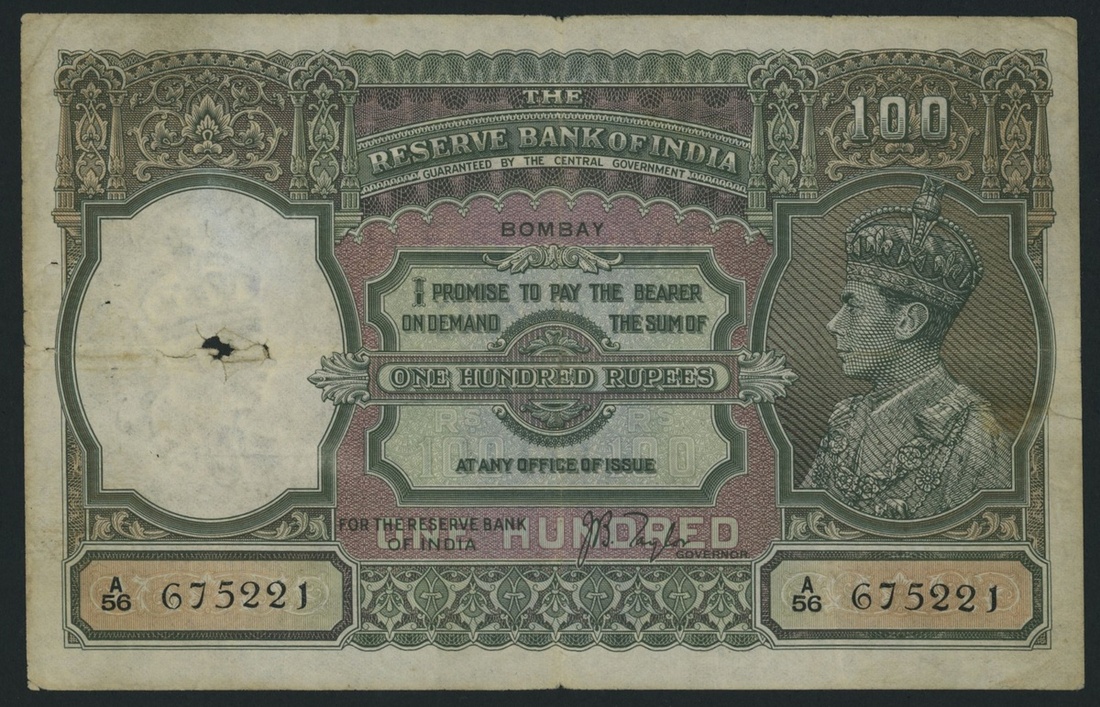 THE
RESERVE BANK OF INDIA
GUARANTEED BY THE CENTRAL GOVERNMENT
100
BOMBAY
I PROMISE TO PAY THE BEARER
ON DEMAND THE SUM OF
ONE HUNDRED RUPEES
RS RS
100 100
AT ANY OFFICE OF ISSUE
FOR THE RESERVE BANK
OF INDIA
HUNDRED
J.B. Taylor
GOVERNOR
A/56 675221
A/56 675221